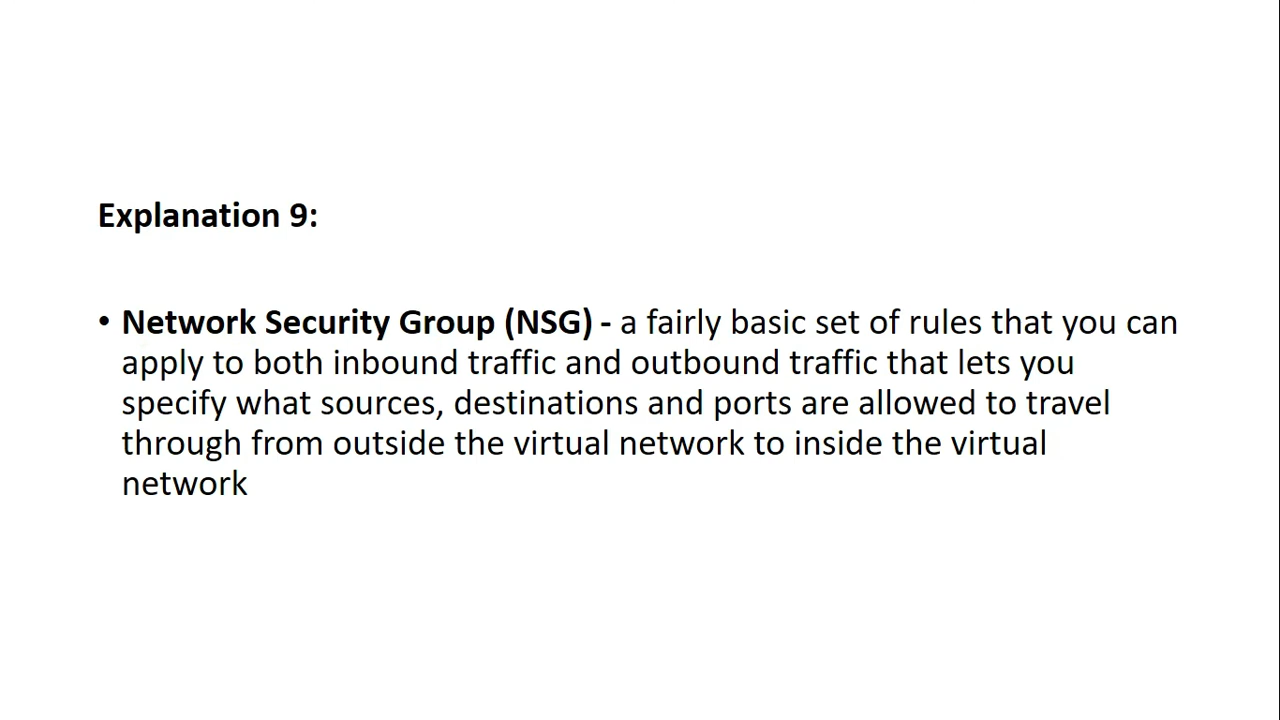 Explanation 9:
• Network Security Group (NSG) - a fairly basic set of rules that you can
apply to both inbound traffic and outbound traffic that lets you
specify what sources, destinations and ports are allowed to travel
through from outside the virtual network to inside the virtual
network